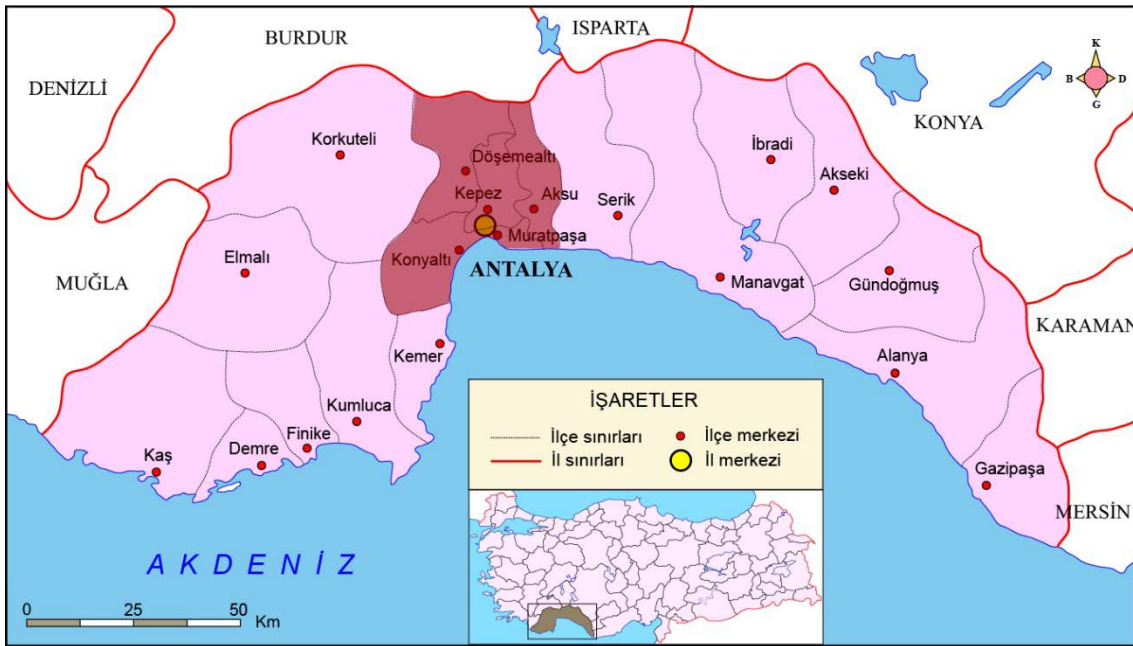 BURDUR
ISPARTA
DENİZLİ
KONYA
K
B
D
G
Korkuteli
Döşemealtı
İbradi
Akseki
Kepez
Aksu
Serik
Muratpaşa
Konyaltı
ANTALYA
Elmalı
MUĞLA
Manavgat
Gündoğmuş
KARAMAN
Kemer
Alanya
Kumluca
Finike
Demre
Kaş
Gazipaşa
MERSİN
İŞARETLER
İlçe sınırları
İlçe merkezi
İl sınırları
İl merkezi
AKDENİZ
0 25 50
Km